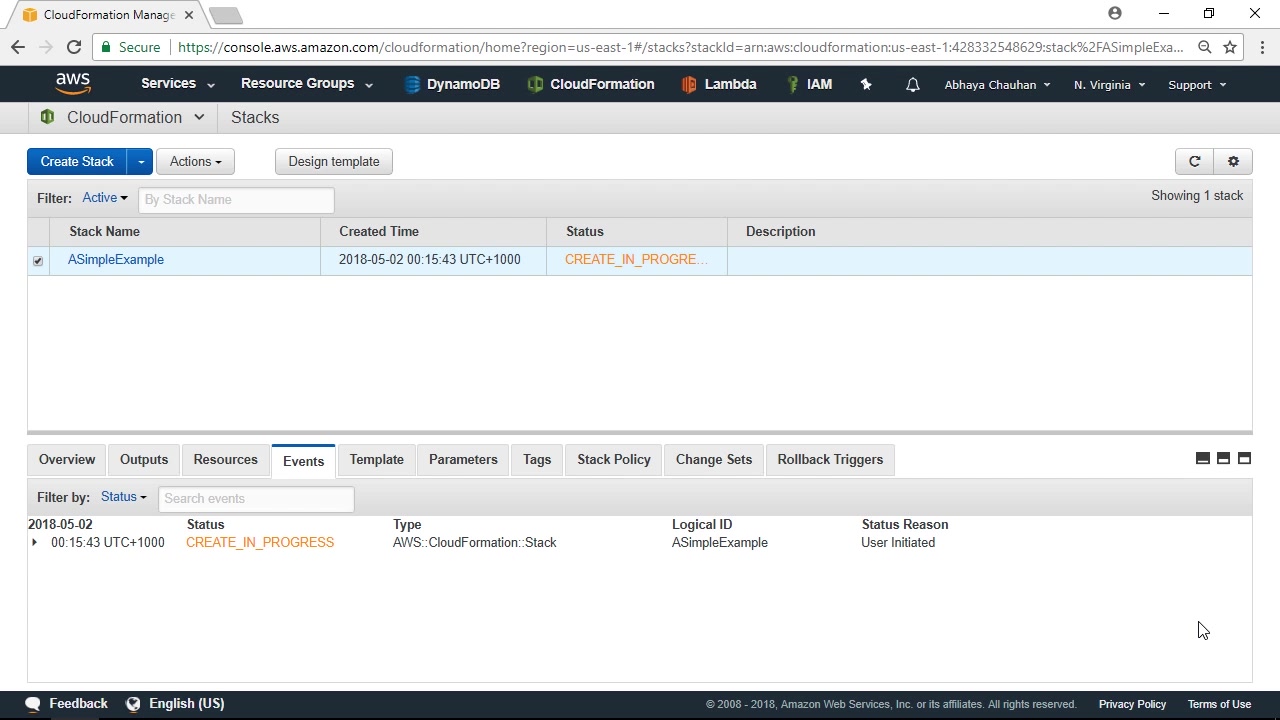 CloudFormation Manage
Secure https://console.aws.amazon.com/cloudformation/home?region=us-east-1#/stacks?stackId=arn:aws:cloudformation:us-east-1:428332548629:stack%2FASimpleExa...
aws Services Resource Groups DynamoDB CloudFormation Lambda IAM Abhaya Chauhan N. Virginia Support
CloudFormation Stacks
Create Stack Actions Design template
Filter: Active By Stack Name Showing 1 stack
Stack Name Created Time Status Description
ASimpleExample 2018-05-02 00:15:43 UTC+1000 CREATE_IN_PROGRE...
Overview Outputs Resources Events Template Parameters Tags Stack Policy Change Sets Rollback Triggers
Filter by: Status Search events
2018-05-02 Status Type Logical ID Status Reason
00:15:43 UTC+1000 CREATE_IN_PROGRESS AWS::CloudFormation::Stack ASimpleExample User Initiated
Feedback English (US) © 2008 - 2018, Amazon Web Services, Inc. or its affiliates. All rights reserved. Privacy Policy Terms of Use